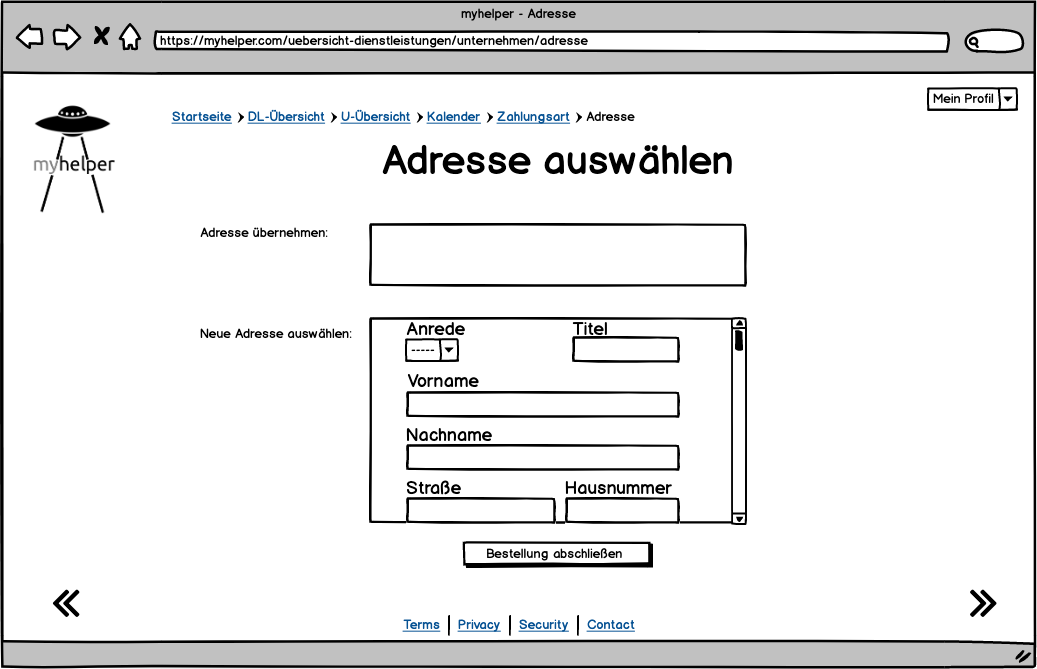 myhelper - Adresse
https://myhelper.com/uebersicht-dienstleistungen/unternehmen/adresse
Mein Profil
Startseite > DL-Übersicht > U-Übersicht > Kalender > Zahlungsart > Adresse
myhelper
Adresse auswählen
Adresse übernehmen:
Neue Adresse auswählen:
Anrede Titel
-----
Vorname
Nachname
Straße Hausnummer
Bestellung abschließen
Terms | Privacy | Security | Contact